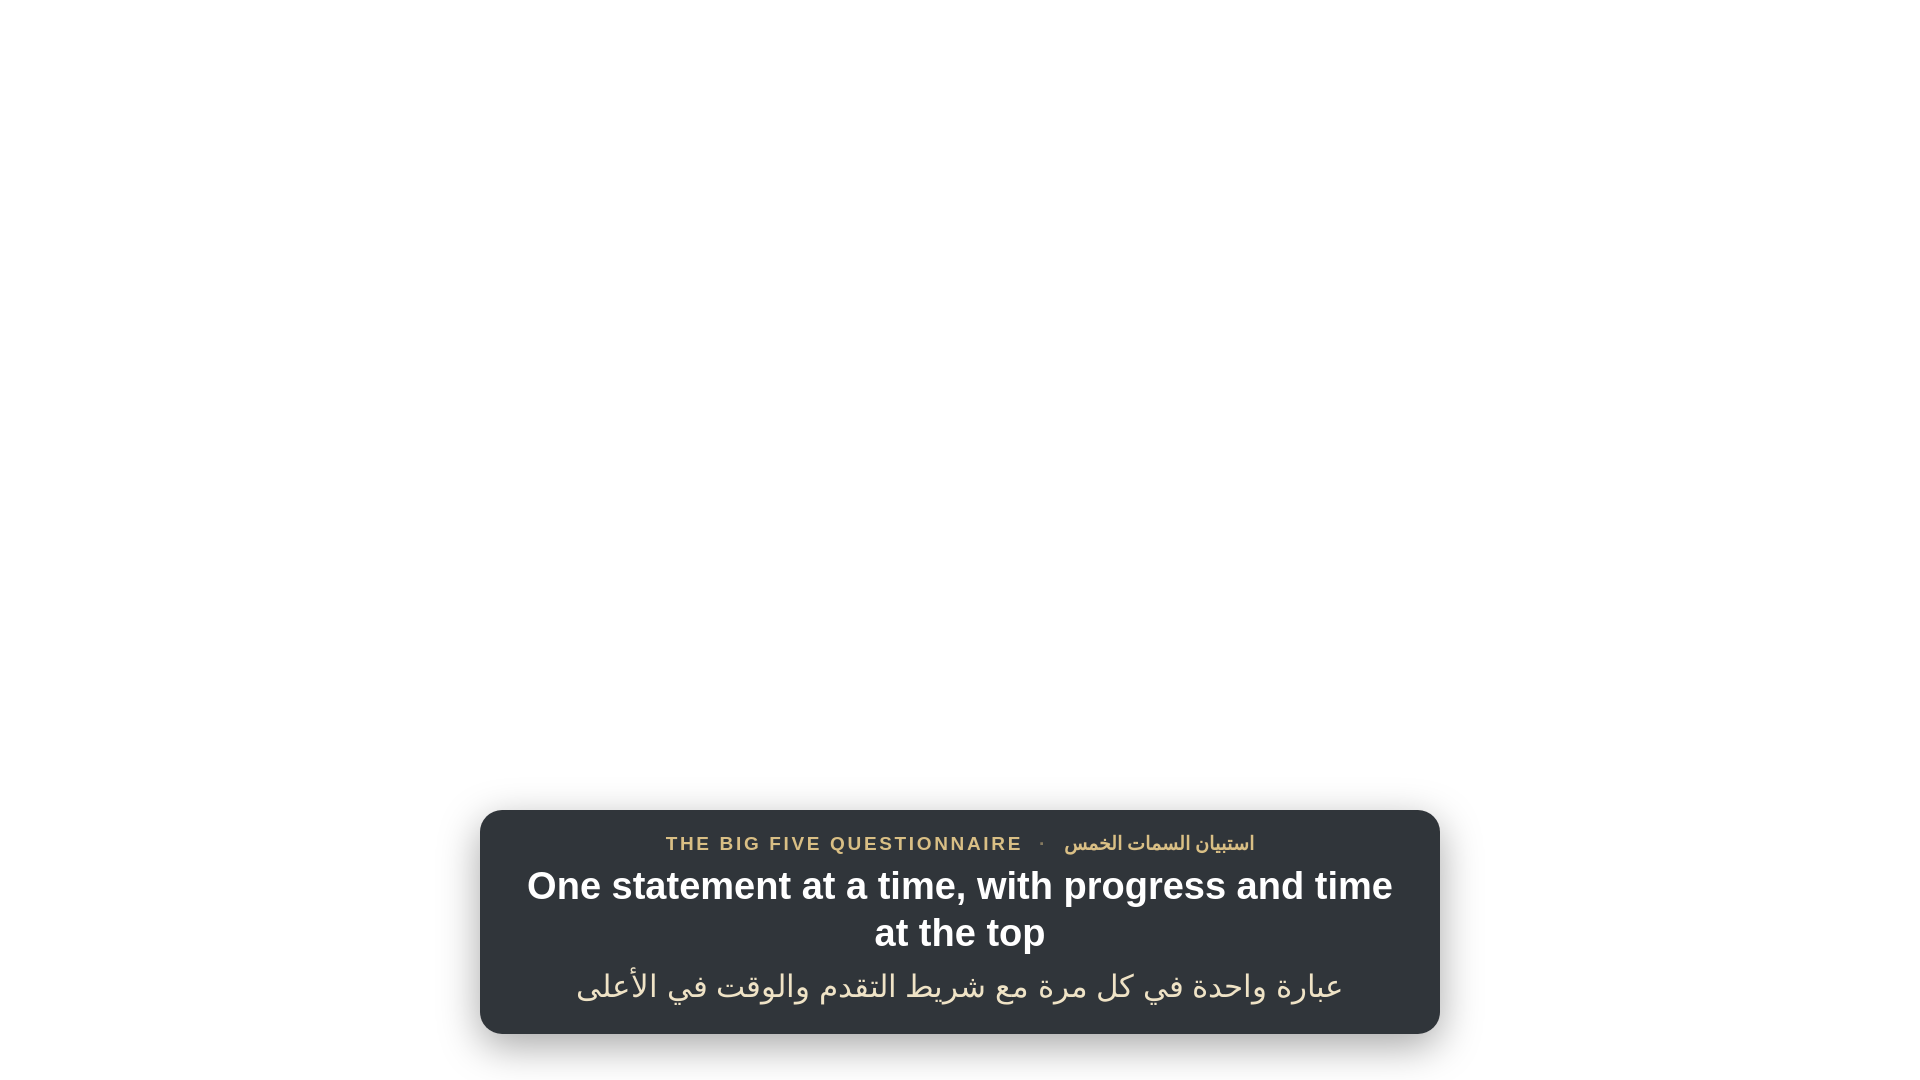 THE BIG FIVE QUESTIONNAIRE · استبيان السمات الخمس
One statement at a time, with progress and time
at the top
عبارة واحدة في كل مرة مع شريط التقدم والوقت في الأعلى